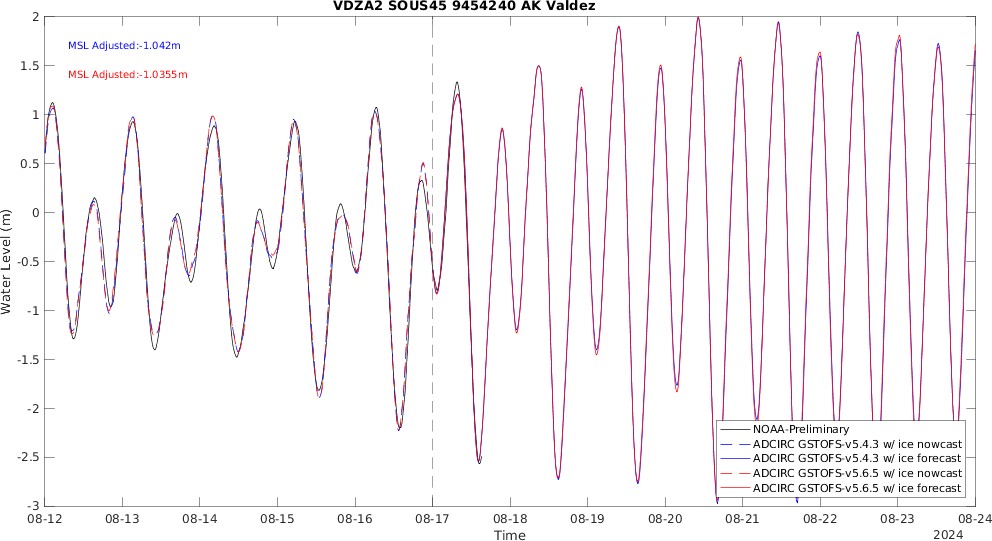 VDZA2 SOUS45 9454240 AK Valdez
MSL Adjusted:-1.042m
MSL Adjusted:-1.0355m
Water Level (m)
2
1.5
1
0.5
0
-0.5
-1
-1.5
-2
-2.5
-3
NOAA-Preliminary
ADCIRC GSTOFS-v5.4.3 w/ ice nowcast
ADCIRC GSTOFS-v5.4.3 w/ ice forecast
ADCIRC GSTOFS-v5.6.5 w/ ice nowcast
ADCIRC GSTOFS-v5.6.5 w/ ice forecast
08-12 08-13 08-14 08-15 08-16 08-17 08-18 08-19 08-20 08-21 08-22 08-23 08-24
Time
2024